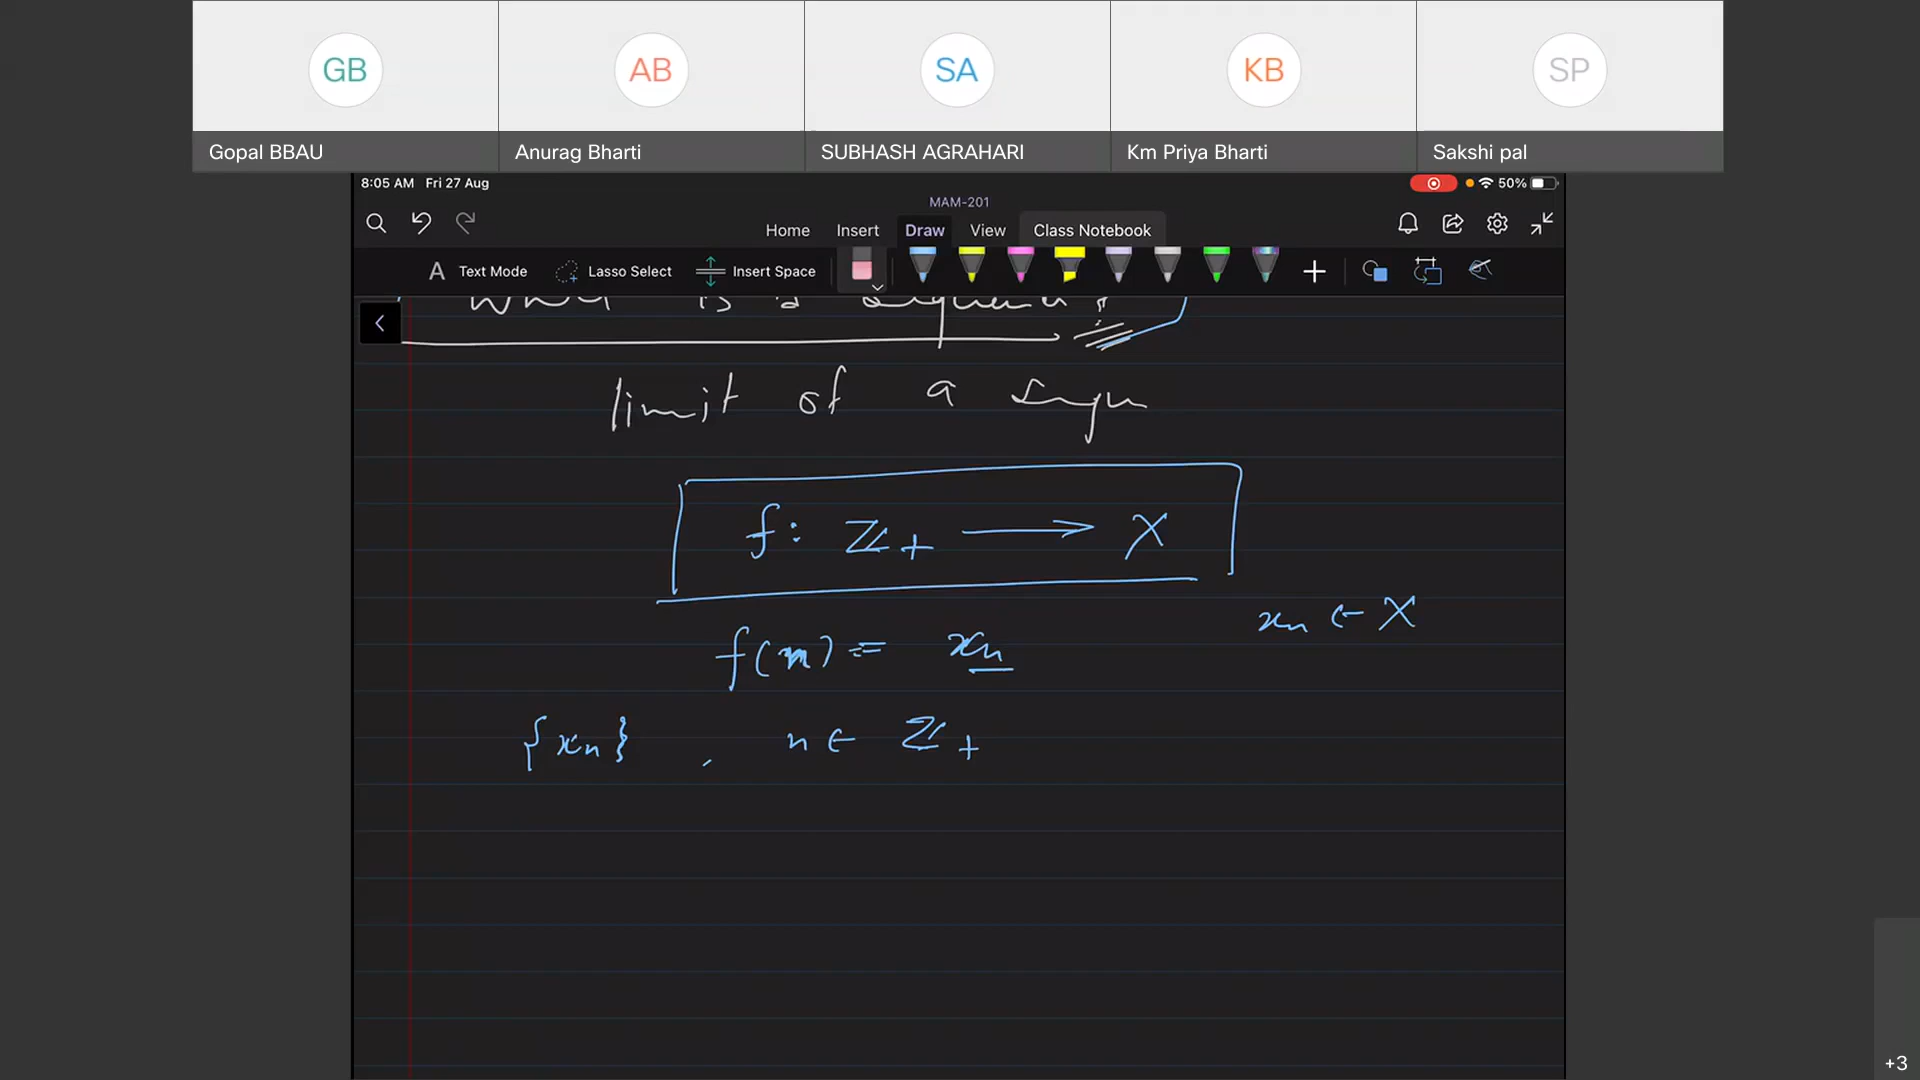 GB AB SA KB SP
Gopal BBAU Anurag Bharti SUBHASH AGRAHARI Km Priya Bharti Sakshi pal
8:05 AM Fri 27 Aug 50%
MAM-201
Home Insert Draw View Class Notebook
A Text Mode Lasso Select Insert Space
What is a
limit of a
f: ℤ+ ⟶ X
xn ∈ X
f(n) = xn
{xn} , n ∈ ℤ+
+3